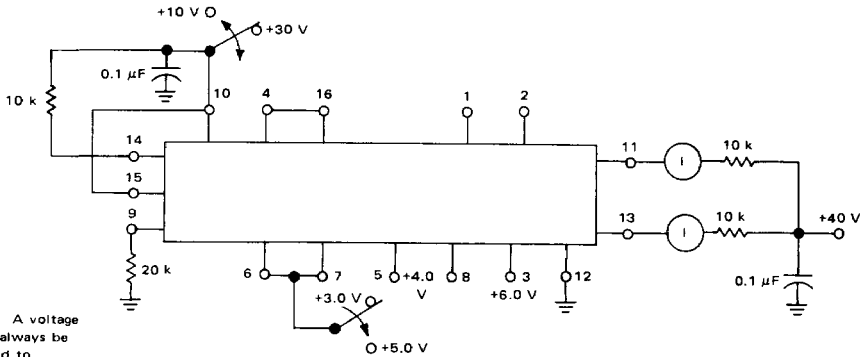 +10 V
+30 V
0.1 µF
10 k
10
4
16
1
2
14
15
9
11
10 k
I
13
10 k
I
+40 V
20 k
6
7
5
+4.0
V
8
3
+6.0 V
12
0.1 µF
+3.0 V
+5.0 V
A voltage
always be
d to